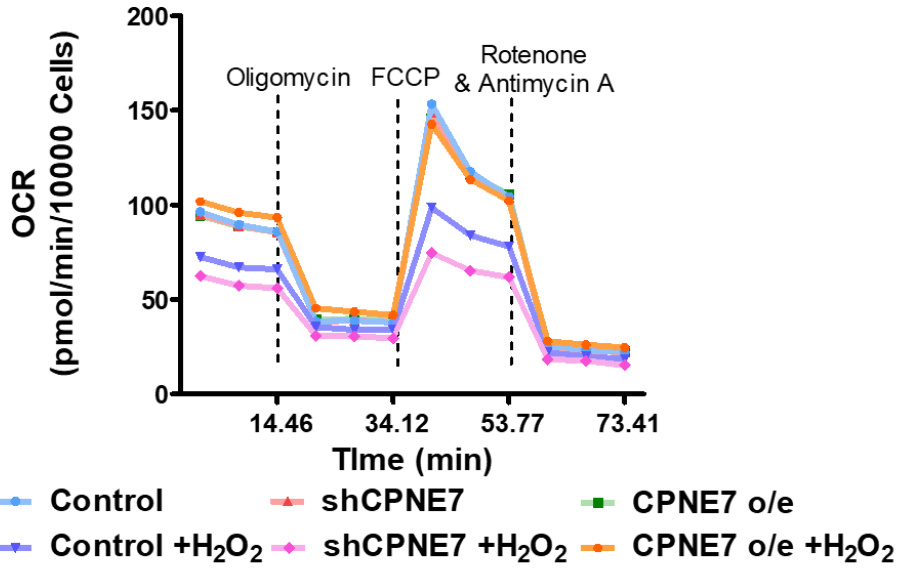 200
150
100
50
0
OCR
(pmol/min/10000 Cells)
Oligomycin
FCCP
Rotenone
& Antimycin A
14.46 34.12 53.77 73.41
TIme (min)
Control shCPNE7 CPNE7 o/e
Control +H₂O₂ shCPNE7 +H₂O₂ CPNE7 o/e +H₂O₂